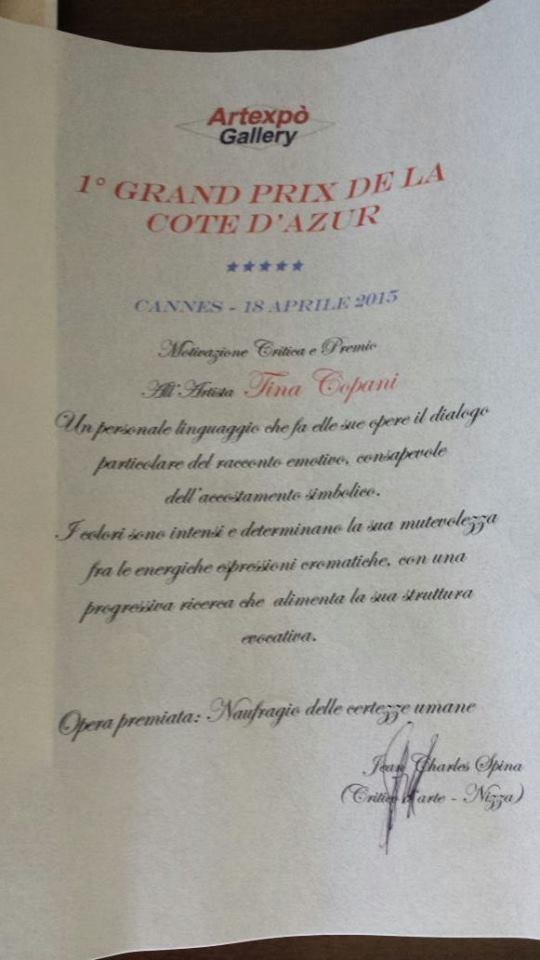 Artexpò
Gallery
1° GRAND PRIX DE LA
COTE D'AZUR
★★★★★
CANNES - 18 APRILE 2015
Motivazione Critica e Premio
All'Artista Tina Copani
Un personale linguaggio che fa elle sue opere il dialogo
particolare del racconto emotivo, consapevole
dell'accostamento simbolico.
I colori sono intensi e determinano la sua mutevolezza
fra le energiche espressioni cromatiche, con una
progressiva ricerca che alimenta la sua struttura
evocativa.
Opera premiata: Naufragio delle certezze umane
Jean Charles Spina
(Critico d'arte - Nizza)